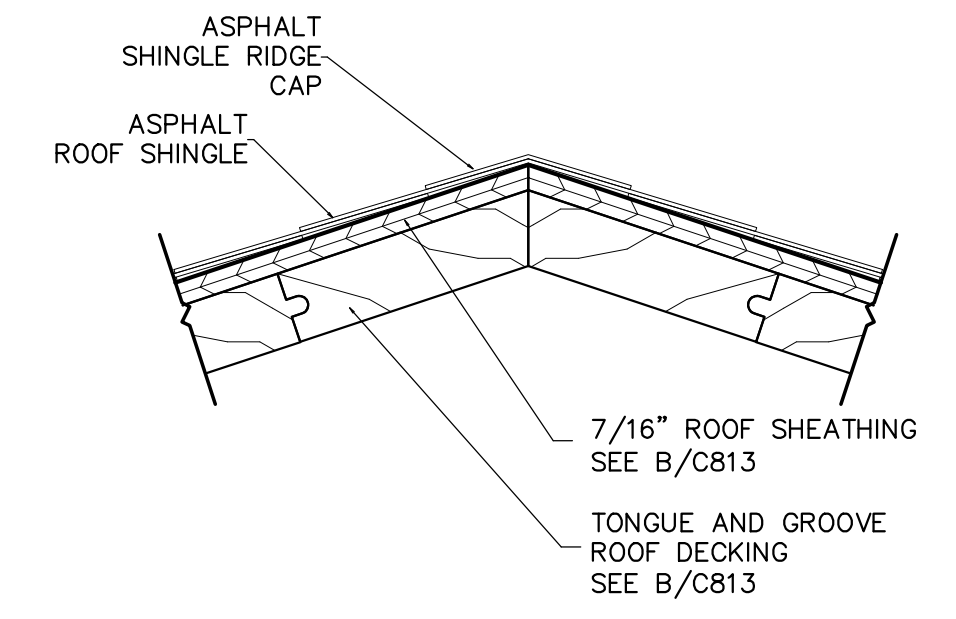 ASPHALT
SHINGLE RIDGE
CAP
ASPHALT
ROOF SHINGLE
7/16” ROOF SHEATHING
SEE B/C813
TONGUE AND GROOVE
ROOF DECKING
SEE B/C813